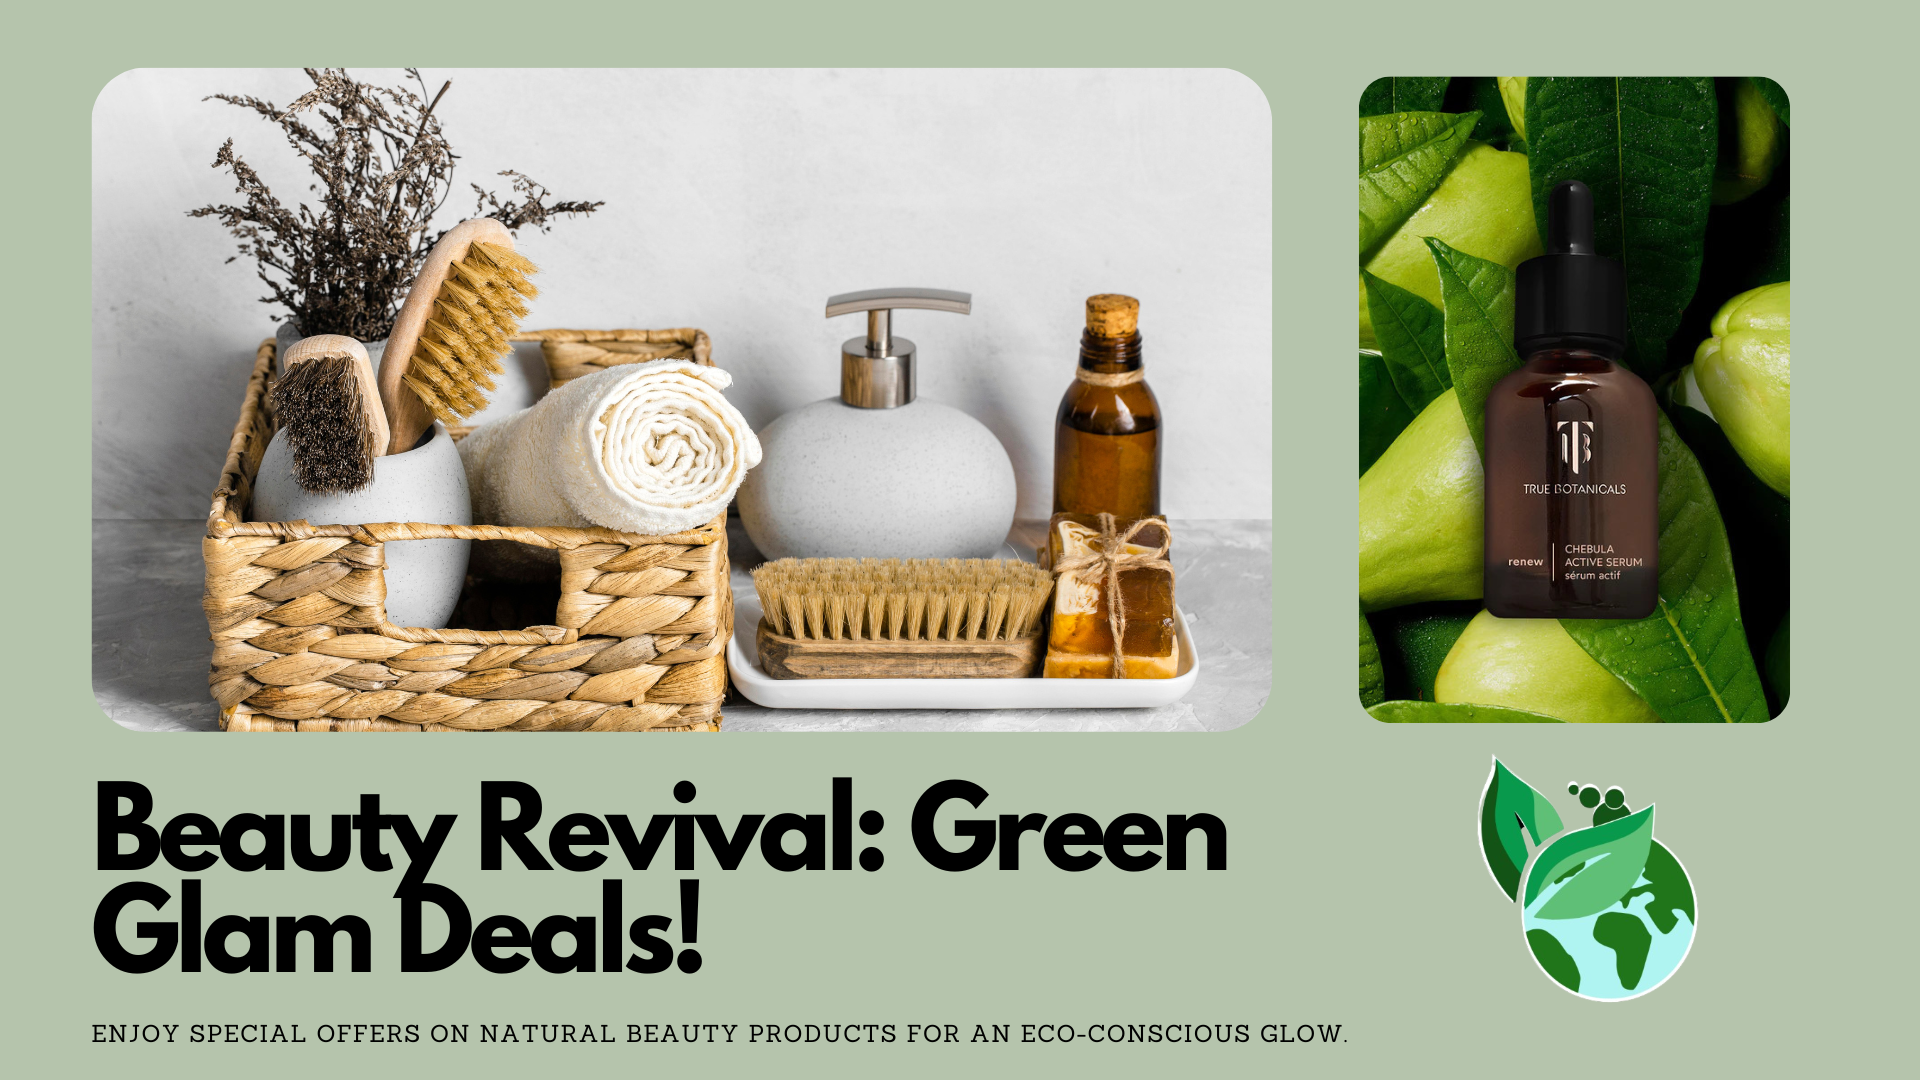 TB
TRUE BOTANICALS
renew
CHEBULA
ACTIVE SERUM
sérum actif
Beauty Revival: Green
Glam Deals!
ENJOY SPECIAL OFFERS ON NATURAL BEAUTY PRODUCTS FOR AN ECO-CONSCIOUS GLOW.